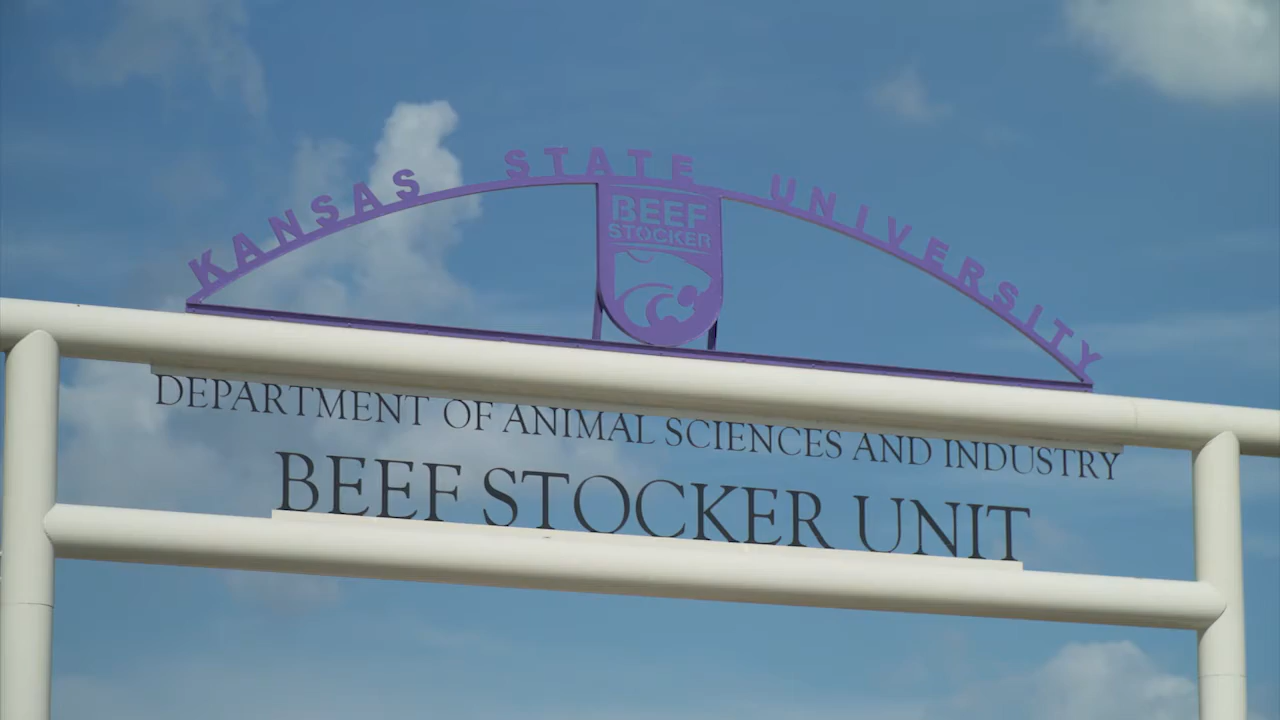 KANSAS STATE UNIVERSITY
BEEF
STOCKER
DEPARTMENT OF ANIMAL SCIENCES AND INDUSTRY
BEEF STOCKER UNIT